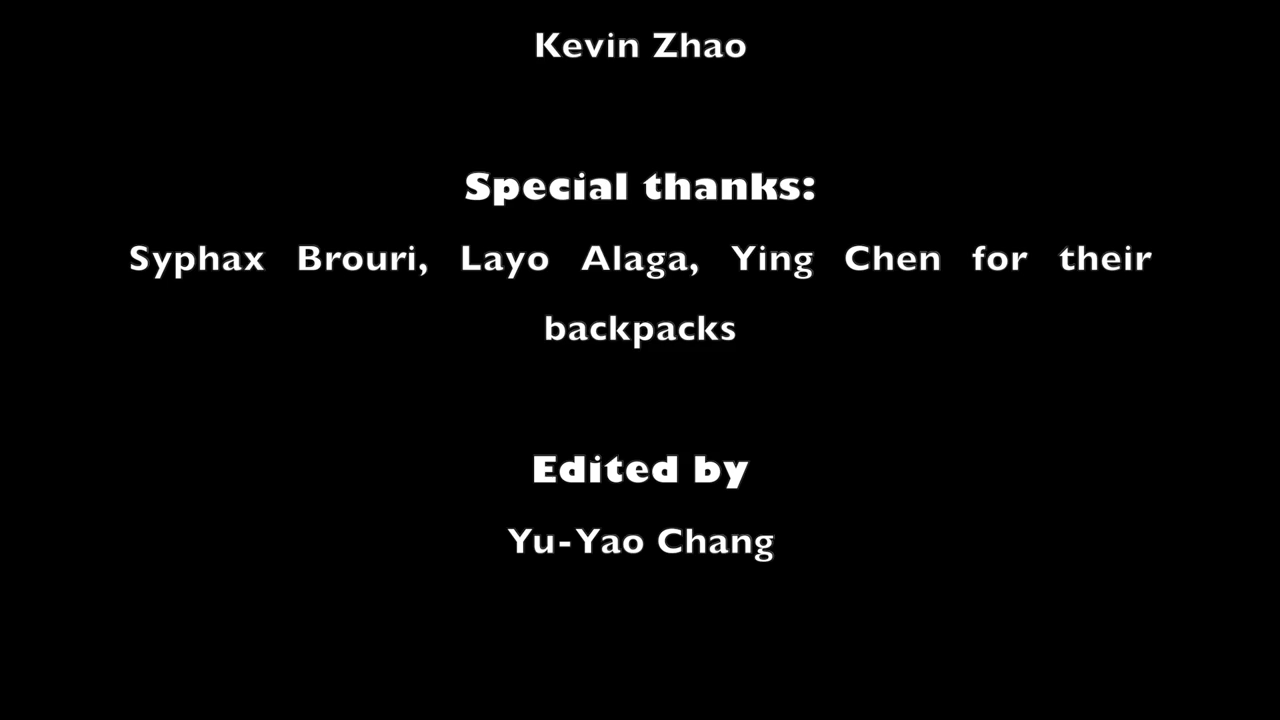 Kevin Zhao
Special thanks:
Syphax Brouri, Layo Alaga, Ying Chen for their
backpacks
Edited by
Yu-Yao Chang